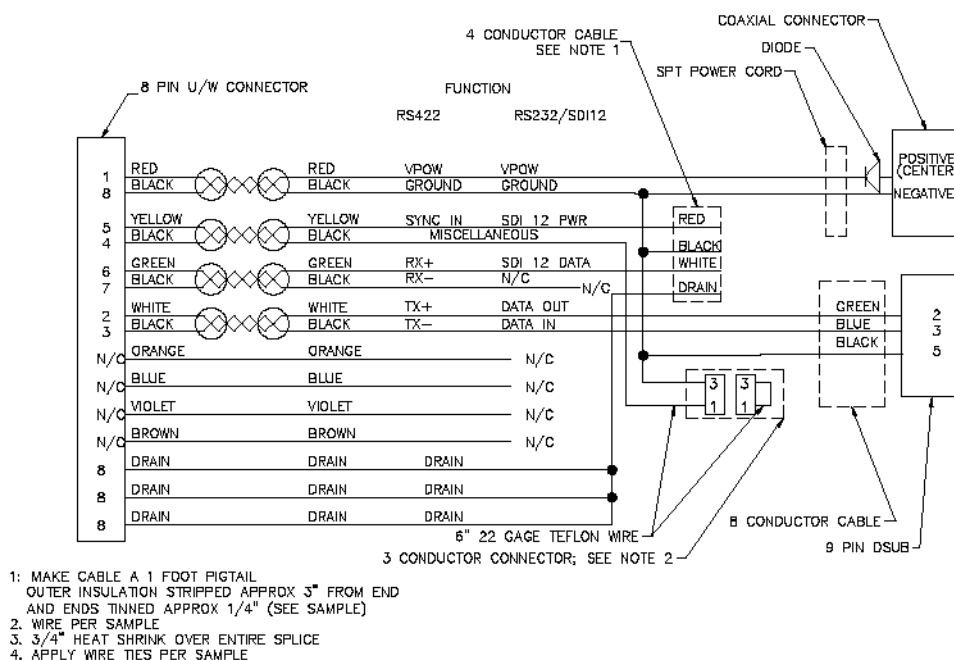 COAXIAL CONNECTOR
4 CONDUCTOR CABLE
SEE NOTE 1
DIODE
SPT POWER CORD
8 PIN U/W CONNECTOR
FUNCTION
RS422 RS232/SDI12
1 RED RED VPOW VPOW POSITIVE
(CENTER
8 BLACK BLACK GROUND GROUND NEGATIVE
5 YELLOW YELLOW SYNC IN SDI 12 PWR RED
4 BLACK BLACK MISCELLANEOUS BLACK
6 GREEN GREEN RX+ SDI 12 DATA WHITE
7 BLACK BLACK RX- N/C N/C DRAIN
2 WHITE WHITE TX+ DATA OUT GREEN 2
3 BLACK BLACK TX- DATA IN BLUE 3
BLACK 5
N/C ORANGE ORANGE N/C
N/C BLUE BLUE N/C 3 3
N/C VIOLET VIOLET N/C 1 1
N/C BROWN BROWN N/C
8 DRAIN DRAIN DRAIN
8 DRAIN DRAIN DRAIN
8 DRAIN DRAIN DRAIN
6" 22 GAGE TEFLON WIRE
8 CONDUCTOR CABLE
3 CONDUCTOR CONNECTOR; SEE NOTE 2
9 PIN DSUB
1: MAKE CABLE A 1 FOOT PIGTAIL
OUTER INSULATION STRIPPED APPROX 3" FROM END
AND ENDS TINNED APPROX 1/4" (SEE SAMPLE)
2. WIRE PER SAMPLE
3. 3/4" HEAT SHRINK OVER ENTIRE SPLICE
4. APPLY WIRE TIES PER SAMPLE